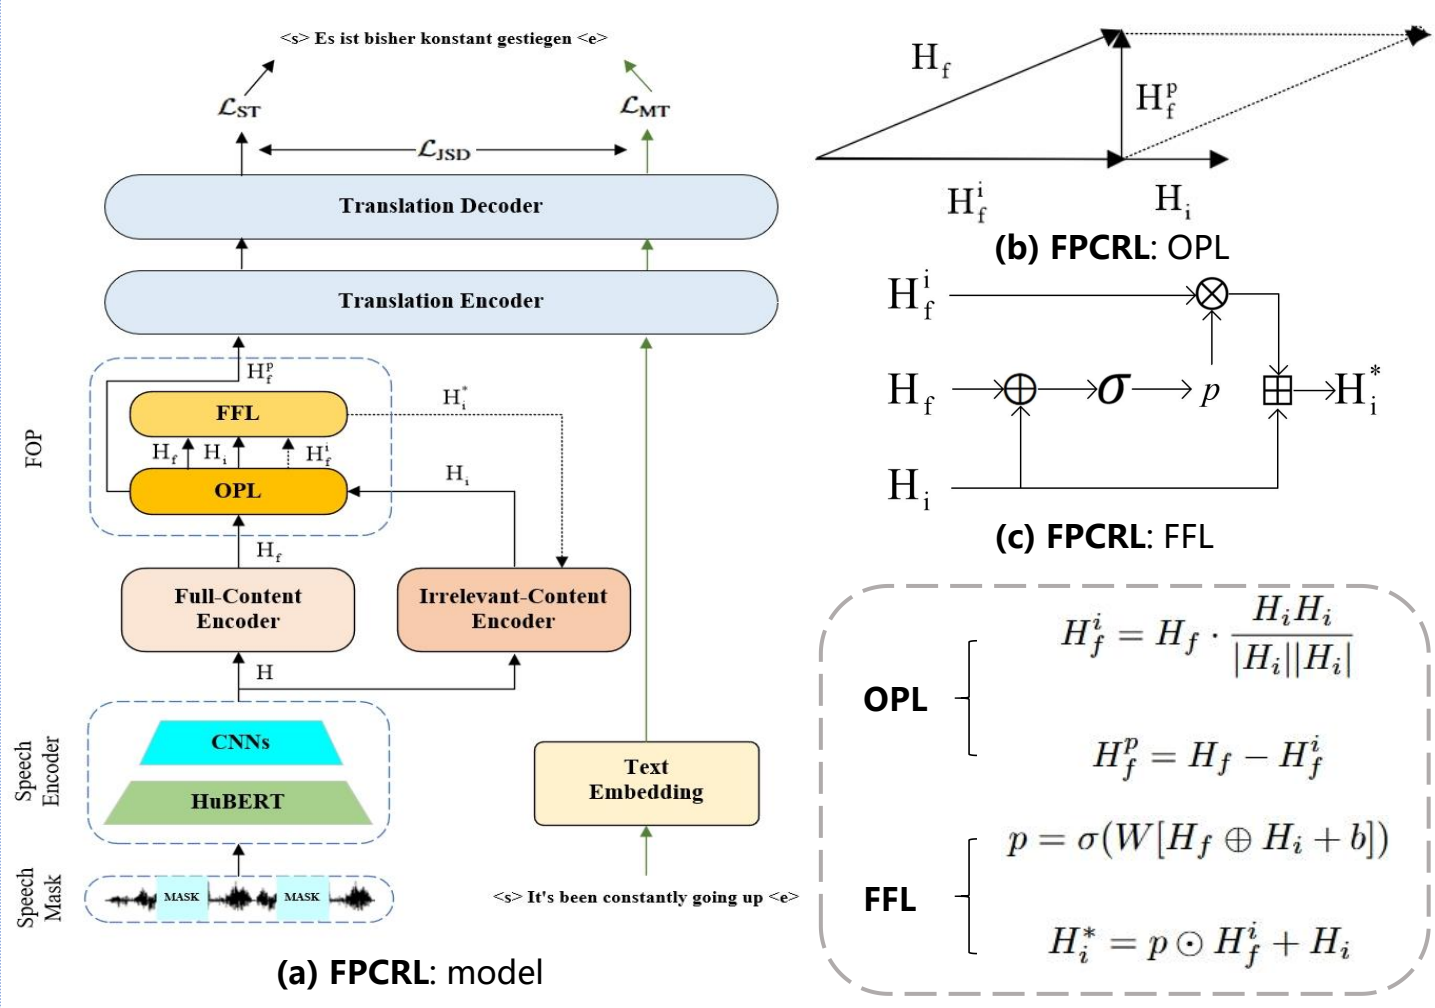 <s> Es ist bisher konstant gestiegen <e>
ℒST
ℒMT
ℒJSD
Translation Decoder
Translation Encoder
FOP
H_f^p
FFL
H_i^*
H_f
H_i
H_f^i
OPL
H_i
H_f
Full-Content
Encoder
Irrelevant-Content
Encoder
H
Speech
Encoder
CNNs
HuBERT
Text
Embedding
Speech
Mask
MASK
MASK
<s> It's been constantly going up <e>
(a) FPCRL: model
H_f
H_f^p
H_f^i
H_i
(b) FPCRL: OPL
H_f^i
⊗
H_f ⊕ σ p ⊞ H_i^*
H_i
(c) FPCRL: FFL
OPL
H_f^i = H_f · H_i H_i / |H_i||H_i|
H_f^p = H_f − H_f^i
FFL
p = σ(W[H_f ⊕ H_i + b])
H_i^* = p ⊙ H_f^i + H_i